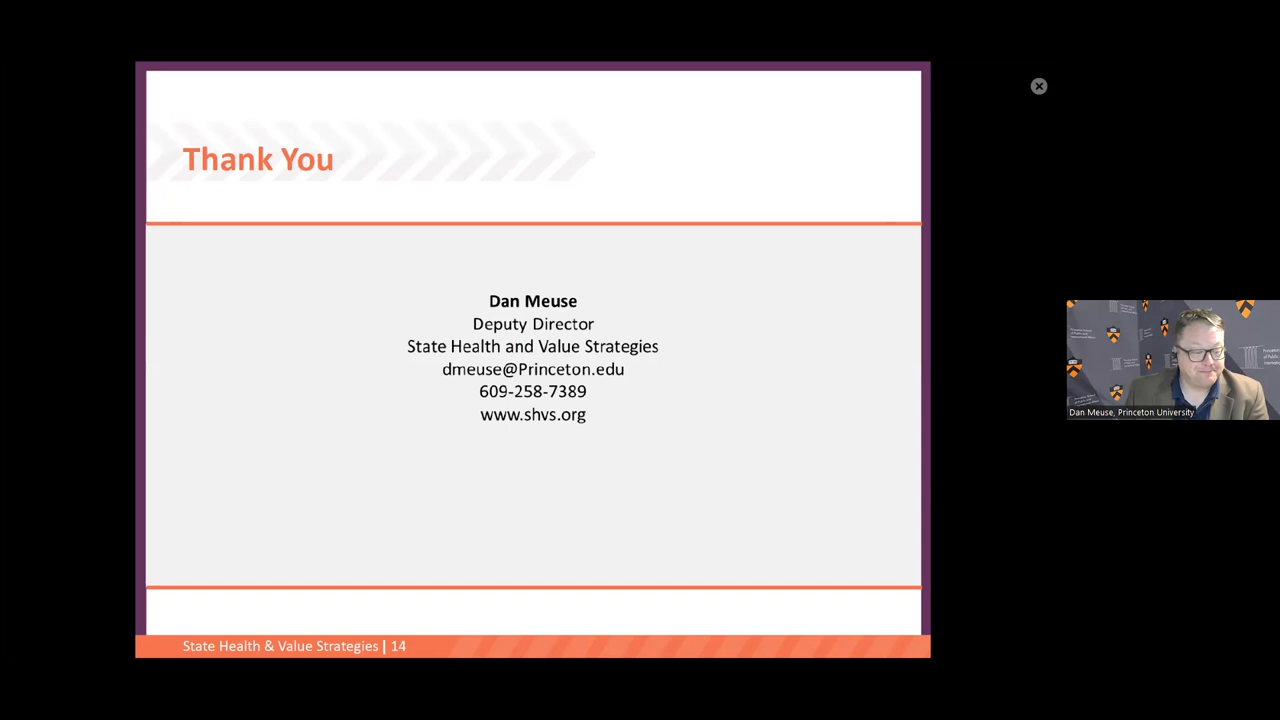 Thank You
Dan Meuse
Deputy Director
State Health and Value Strategies
dmeuse@Princeton.edu
609-258-7389
www.shvs.org
State Health & Value Strategies | 14
Dan Meuse, Princeton University